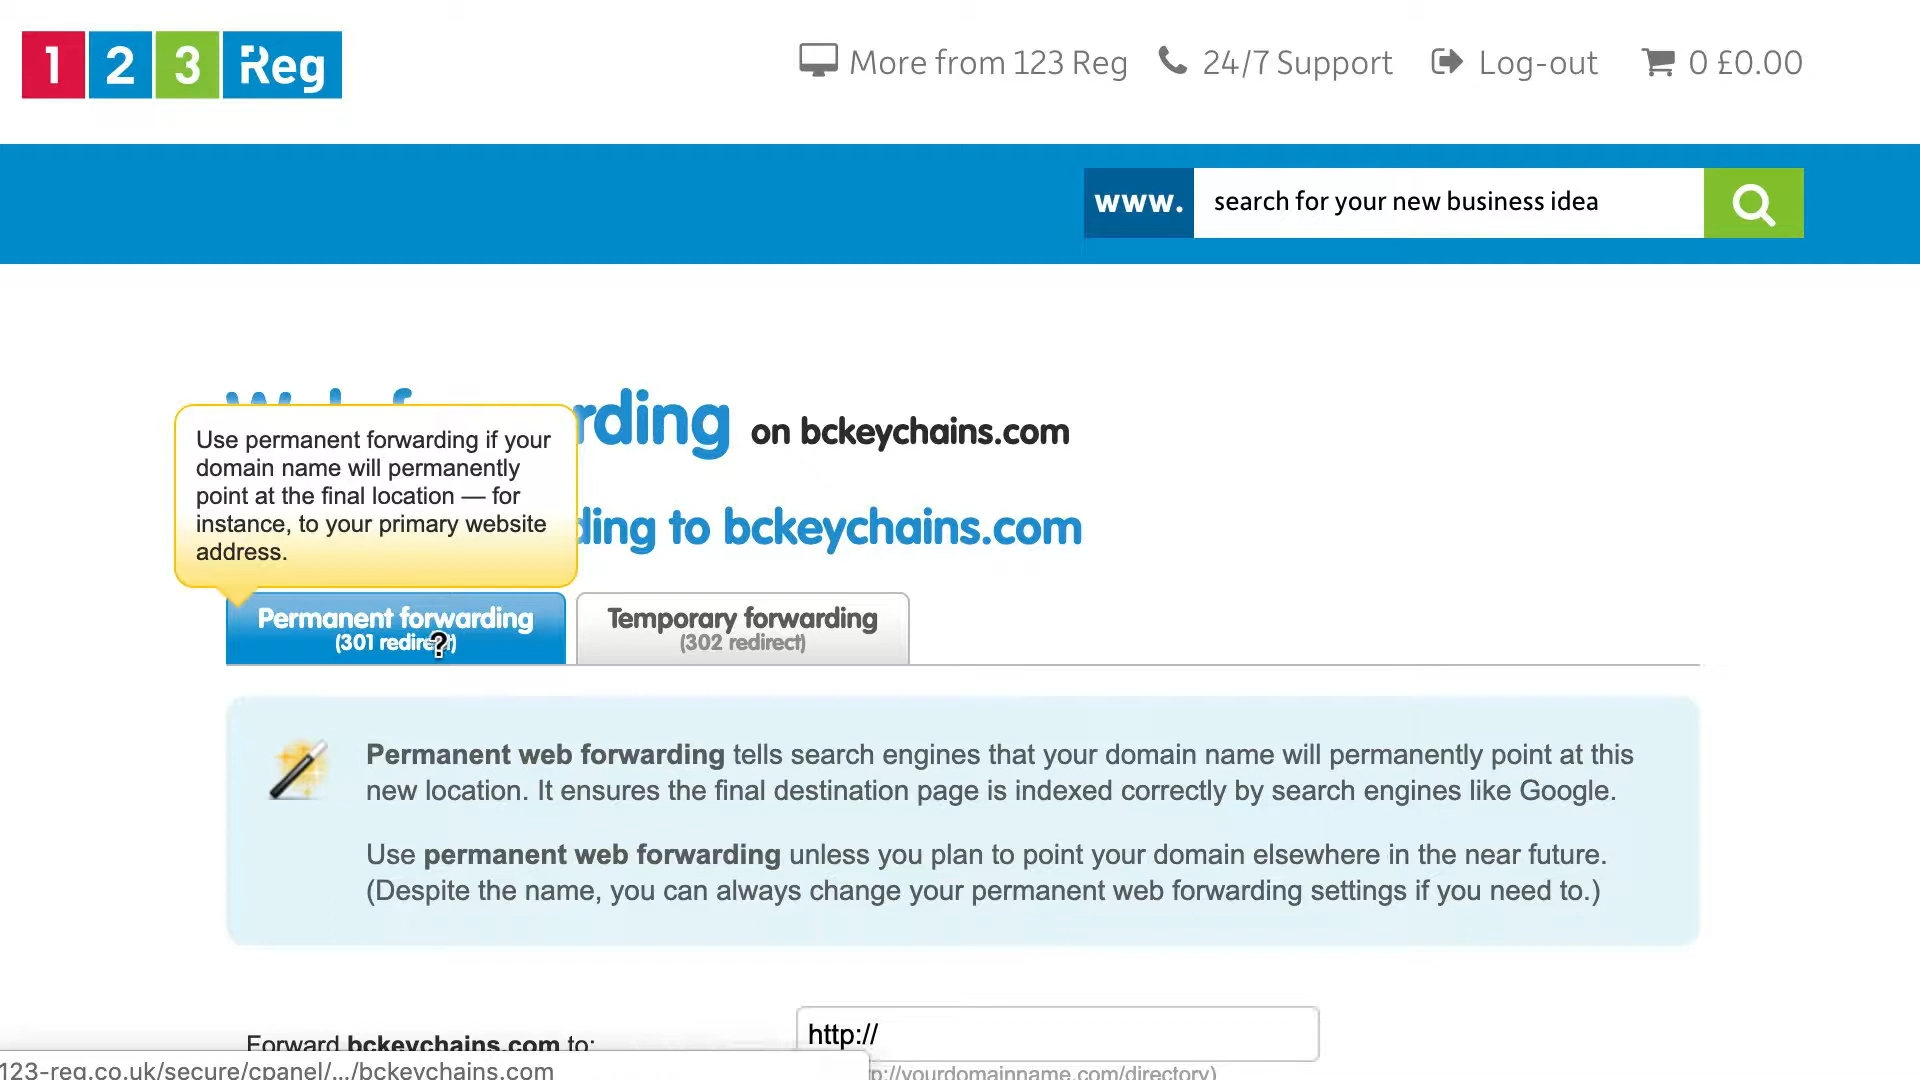 1 2 3 Reg
More from 123 Reg 24/7 Support Log-out 0 £0.00
www. search for your new business idea
rding on bckeychains.com
Use permanent forwarding if your
domain name will permanently
point at the final location — for
instance, to your primary website
address.
ding to bckeychains.com
Permanent forwarding
(301 redirect)
Temporary forwarding
(302 redirect)
Permanent web forwarding tells search engines that your domain name will permanently point at this
new location. It ensures the final destination page is indexed correctly by search engines like Google.
Use permanent web forwarding unless you plan to point your domain elsewhere in the near future.
(Despite the name, you can always change your permanent web forwarding settings if you need to.)
Forward bckeychains.com to:
http://
123-reg.co.uk/secure/cpanel/.../bckeychains.com
p://yourdomainname.com/directory)